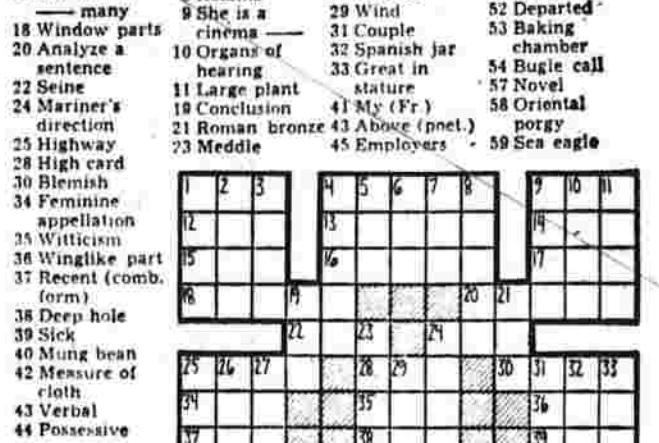 —— many
18 Window parts
20 Analyze a
sentence
22 Seine
24 Mariner's
direction
25 Highway
28 High card
30 Blemish
34 Feminine
appellation
35 Witticism
36 Winglike part
37 Recent (comb.
form)
38 Deep hole
39 Sick
40 Mung bean
42 Measure of
cloth
43 Verbal
44 Possessive
9 She is a
cinema ——
10 Organs of
hearing
11 Large plant
19 Conclusion
21 Roman bronze
23 Meddle
29 Wind
31 Couple
32 Spanish jar
33 Great in
stature
41 My (Fr.)
43 Above (poet.)
45 Employers
52 Departed
53 Baking
chamber
54 Bugle call
57 Novel
58 Oriental
porgy
59 Sea eagle
1 2 3 4 5 6 7 8 9 10 11
12 13 14
15 16 17
18 19 20 21
22 23 24
25 26 27 28 29 30 31 32 33
34 35 36
37 38 39